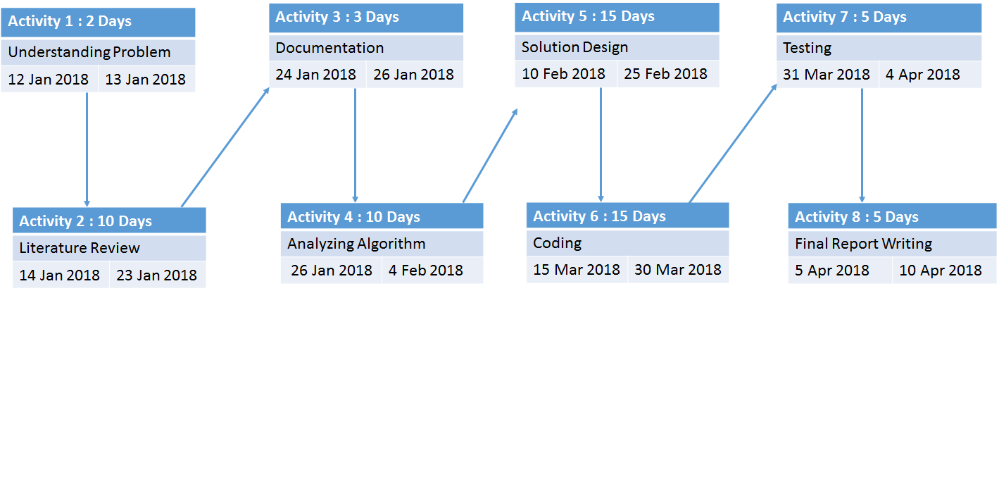 Activity 1 : 2 Days
Understanding Problem
12 Jan 2018 13 Jan 2018
Activity 2 : 10 Days
Literature Review
14 Jan 2018 23 Jan 2018
Activity 3 : 3 Days
Documentation
24 Jan 2018 26 Jan 2018
Activity 4 : 10 Days
Analyzing Algorithm
26 Jan 2018 4 Feb 2018
Activity 5 : 15 Days
Solution Design
10 Feb 2018 25 Feb 2018
Activity 6 : 15 Days
Coding
15 Mar 2018 30 Mar 2018
Activity 7 : 5 Days
Testing
31 Mar 2018 4 Apr 2018
Activity 8 : 5 Days
Final Report Writing
5 Apr 2018 10 Apr 2018